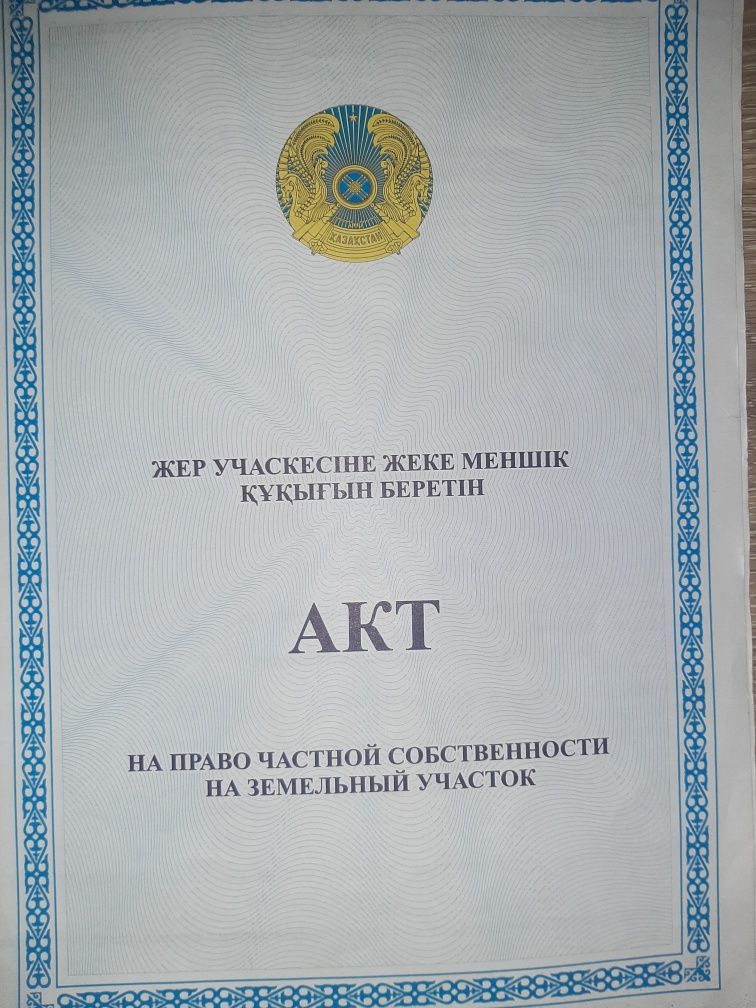 ҚАЗАҚСТАН
ЖЕР УЧАСКЕСІНЕ ЖЕКЕ МЕНШІК
ҚҰҚЫҒЫН БЕРЕТІН
АКТ
НА ПРАВО ЧАСТНОЙ СОБСТВЕННОСТИ
НА ЗЕМЕЛЬНЫЙ УЧАСТОК